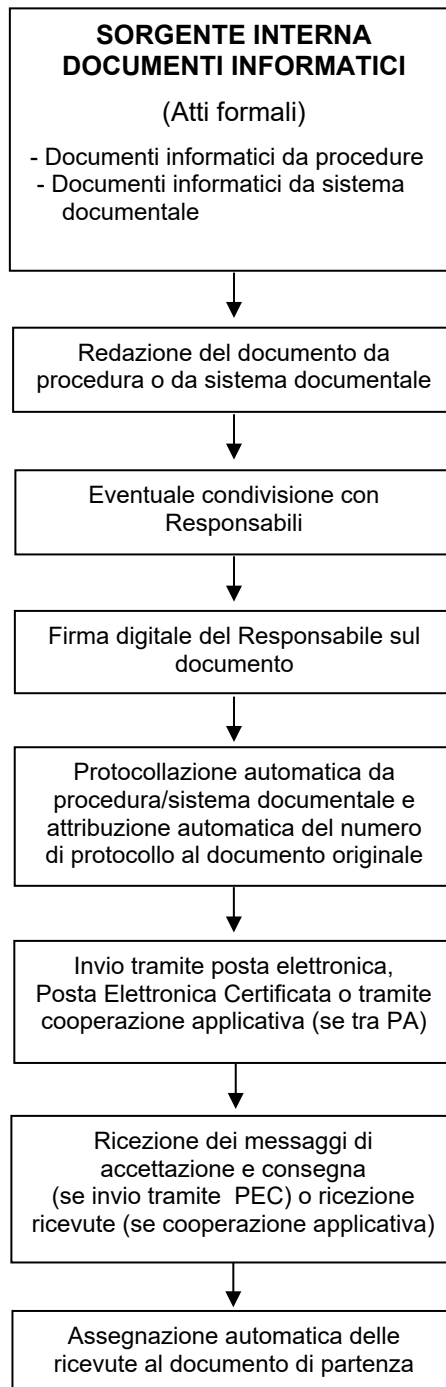 SORGENTE INTERNA
DOCUMENTI INFORMATICI
(Atti formali)
- Documenti informatici da procedure
- Documenti informatici da sistema
documentale
Redazione del documento da
procedura o da sistema documentale
Eventuale condivisione con
Responsabili
Firma digitale del Responsabile sul
documento
Protocollazione automatica da
procedura/sistema documentale e
attribuzione automatica del numero
di protocollo al documento originale
Invio tramite posta elettronica,
Posta Elettronica Certificata o tramite
cooperazione applicativa (se tra PA)
Ricezione dei messaggi di
accettazione e consegna
(se invio tramite PEC) o ricezione
ricevute (se cooperazione applicativa)
Assegnazione automatica delle
ricevute al documento di partenza